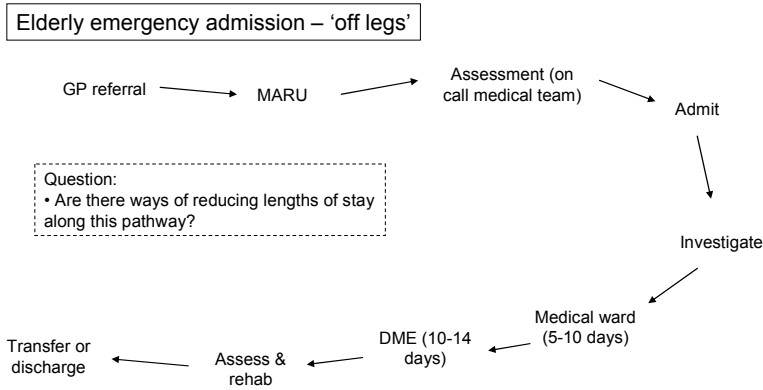 Elderly emergency admission – ‘off legs’
GP referral
MARU
Assessment (on
call medical team)
Admit
Question:
• Are there ways of reducing lengths of stay
along this pathway?
Investigate
Medical ward
(5-10 days)
DME (10-14
days)
Assess &
rehab
Transfer or
discharge